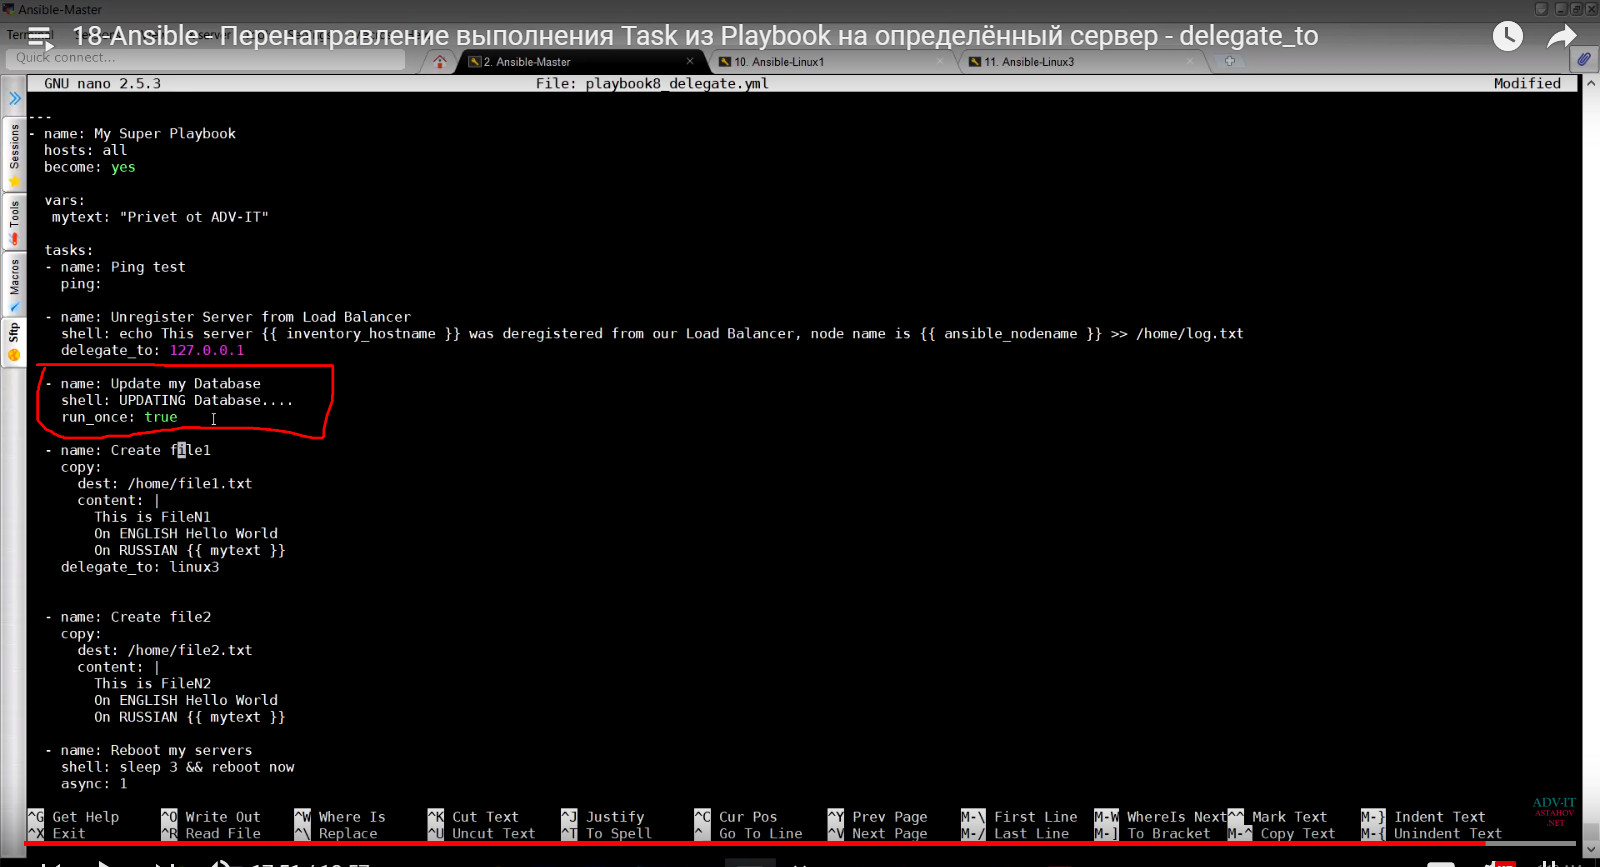 Ansible-Master
18-Ansible - Перенаправление выполнения Task из Playbook на определённый сервер - delegate_to
Quick connect...
2. Ansible-Master
10. Ansible-Linux1
11. Ansible-Linux3
GNU nano 2.5.3 File: playbook8_delegate.yml Modified
Sessions
Tools
Macros
Sftp
---
- name: My Super Playbook
hosts: all
become: yes
vars:
mytext: "Privet ot ADV-IT"
tasks:
- name: Ping test
ping:
- name: Unregister Server from Load Balancer
shell: echo This server {{ inventory_hostname }} was deregistered from our Load Balancer, node name is {{ ansible_nodename }} >> /home/log.txt
delegate_to: 127.0.0.1
- name: Update my Database
shell: UPDATING Database....
run_once: true
- name: Create file1
copy:
dest: /home/file1.txt
content: |
This is FileN1
On ENGLISH Hello World
On RUSSIAN {{ mytext }}
delegate_to: linux3
- name: Create file2
copy:
dest: /home/file2.txt
content: |
This is FileN2
On ENGLISH Hello World
On RUSSIAN {{ mytext }}
- name: Reboot my servers
shell: sleep 3 && reboot now
async: 1
ADV-IT
ASTAHOV
.NET
^G Get Help ^O Write Out ^W Where Is ^K Cut Text ^J Justify ^C Cur Pos ^Y Prev Page M-\ First Line M-W WhereIs Next ^^ Mark Text M-} Indent Text
^X Exit ^R Read File ^\ Replace ^U Uncut Text ^T To Spell ^_ Go To Line ^V Next Page M-/ Last Line M-] To Bracket M-^ Copy Text M-{ Unindent Text